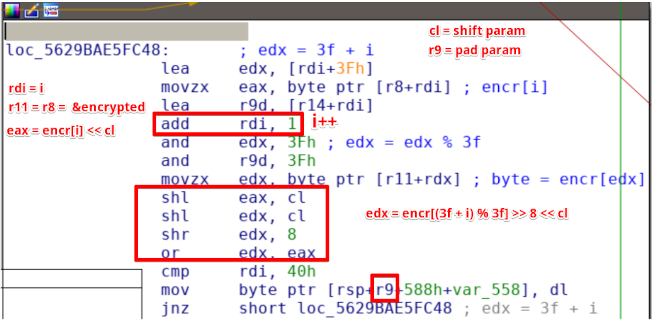 cl = shift param
loc_5629BAE5FC48: ; edx = 3f + i
r9 = pad param
lea edx, [rdi+3Fh]
rdi = i
movzx eax, byte ptr [r8+rdi] ; encr[i]
r11 = r8 = &encrypted
lea r9d, [r14+rdi]
eax = encr[i] << cl
add rdi, 1 i++
and edx, 3Fh ; edx = edx % 3f
and r9d, 3Fh
movzx edx, byte ptr [r11+rdx] ; byte = encr[edx]
shl eax, cl
shl edx, cl
edx = encr[(3f + i) % 3f] >> 8 << cl
shr edx, 8
or edx, eax
cmp rdi, 40h
mov byte ptr [rsp+r9+588h+var_558], dl
jnz short loc_5629BAE5FC48 ; edx = 3f + i